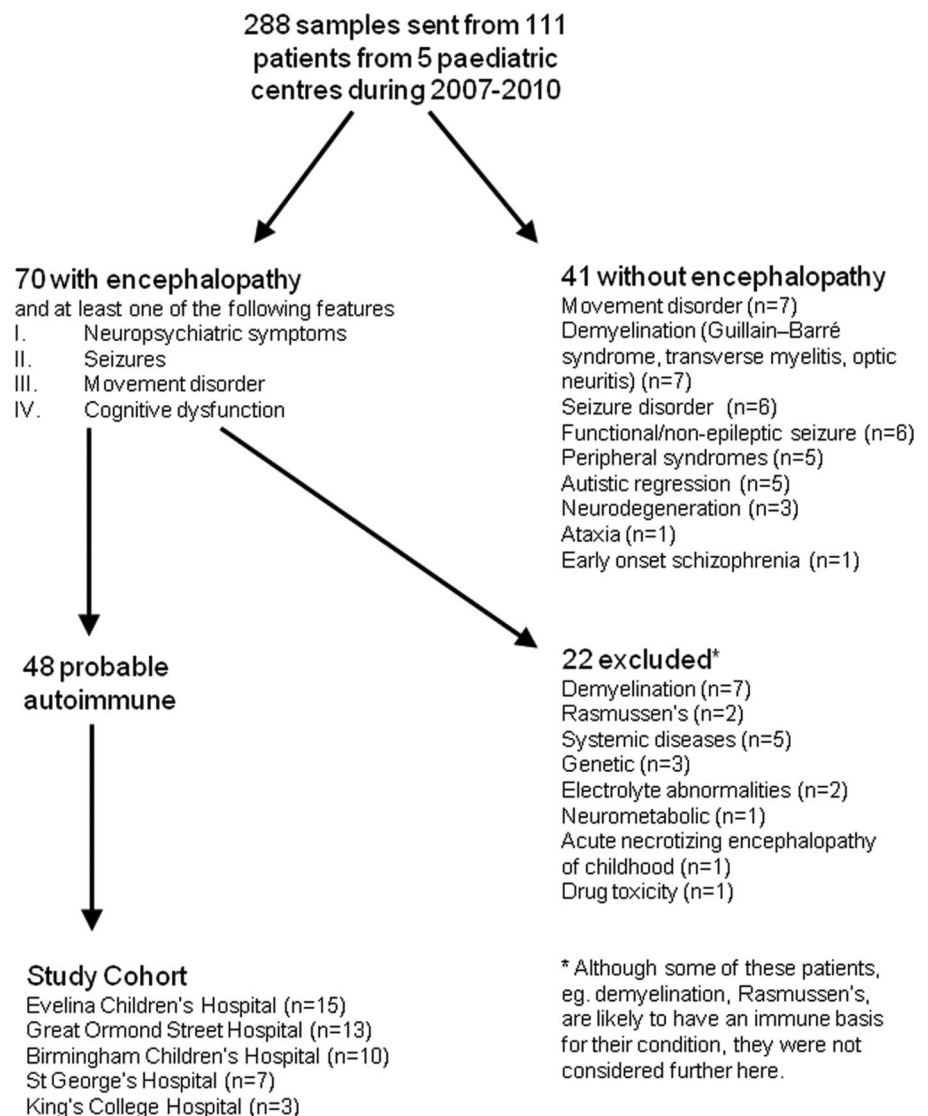 288 samples sent from 111
patients from 5 paediatric
centres during 2007-2010
70 with encephalopathy
and at least one of the following features
I. Neuropsychiatric symptoms
II. Seizures
III. Movement disorder
IV. Cognitive dysfunction
41 without encephalopathy
Movement disorder (n=7)
Demyelination (Guillain–Barré
syndrome, transverse myelitis, optic
neuritis) (n=7)
Seizure disorder (n=6)
Functional/non-epileptic seizure (n=6)
Peripheral syndromes (n=5)
Autistic regression (n=5)
Neurodegeneration (n=3)
Ataxia (n=1)
Early onset schizophrenia (n=1)
48 probable
autoimmune
22 excluded*
Demyelination (n=7)
Rasmussen's (n=2)
Systemic diseases (n=5)
Genetic (n=3)
Electrolyte abnormalities (n=2)
Neurometabolic (n=1)
Acute necrotizing encephalopathy
of childhood (n=1)
Drug toxicity (n=1)
Study Cohort
Evelina Children's Hospital (n=15)
Great Ormond Street Hospital (n=13)
Birmingham Children's Hospital (n=10)
St George's Hospital (n=7)
King's College Hospital (n=3)
* Although some of these patients,
eg. demyelination, Rasmussen's,
are likely to have an immune basis
for their condition, they were not
considered further here.